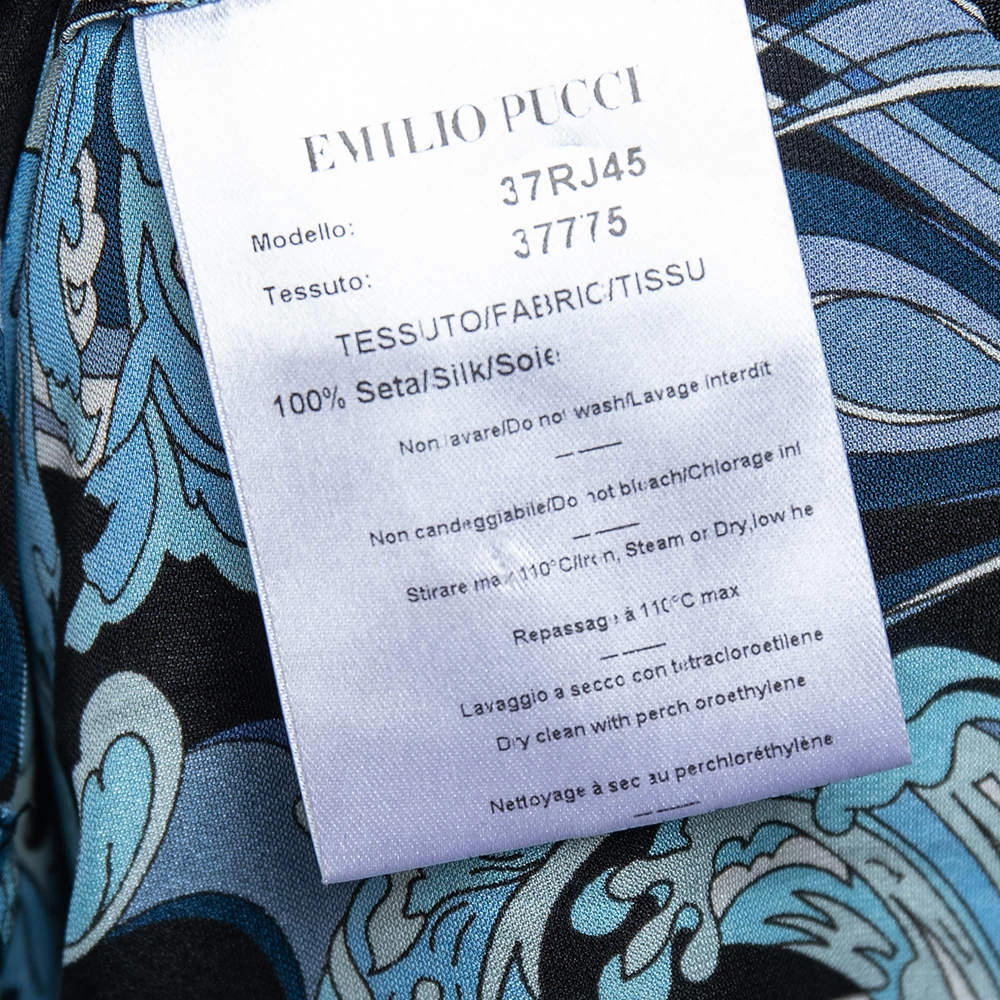 EMILIO PUCCI
Modello: 37RJ45
Tessuto: 37775
TESSUTO/FABRIC/TISSU
100% Seta/Silk/Soie
Non lavare/Do not wash/Lavage interdit
Non candeggiabile/Do not bleach/Chlorage int
Stirare max 110°C/Iron, Steam or Dry,low he
Repassage à 110°C max
Lavaggio a secco con tetracloroetilene
Dry clean with perch oroethylene
Nettoyage à sec au perchloréthylène